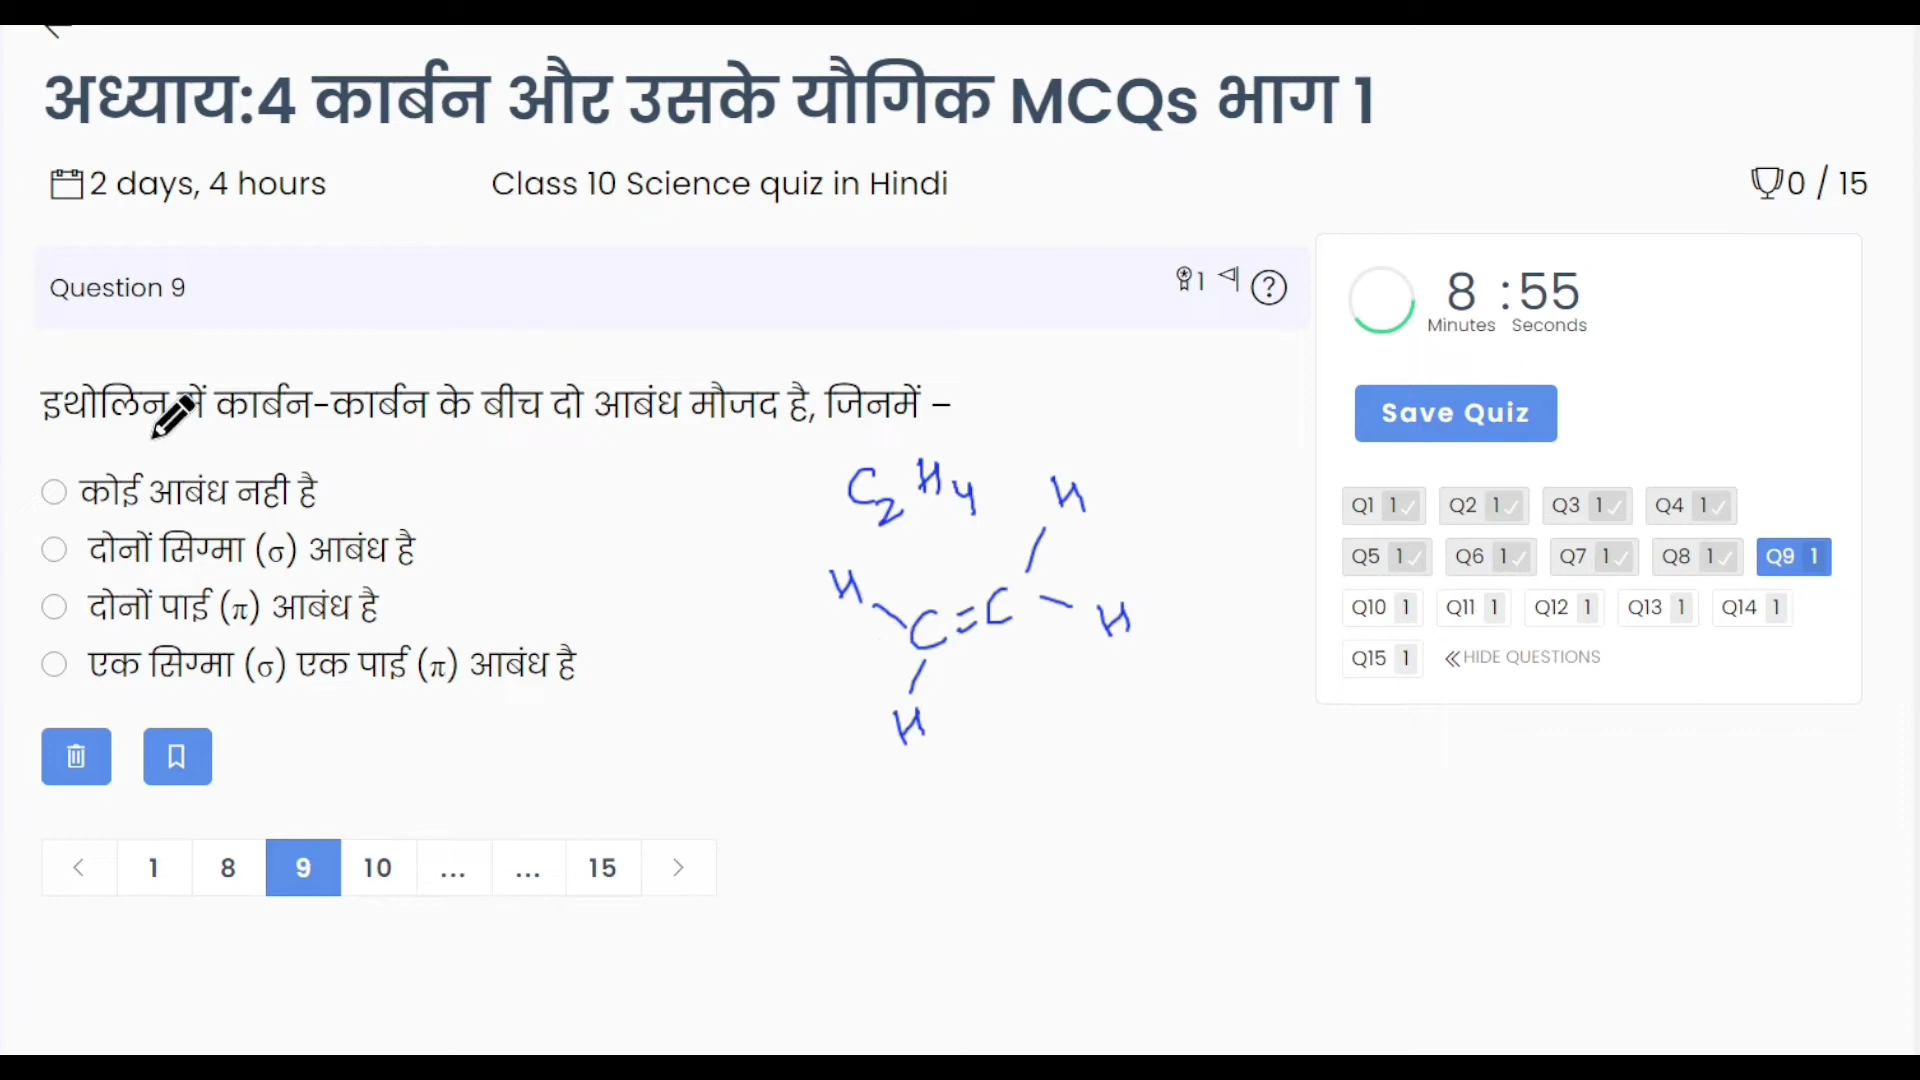 अध्याय:4 कार्बन और उसके यौगिक MCQs भाग 1
2 days, 4 hours
Class 10 Science quiz in Hindi
0 / 15
Question 9
1
?
8 : 55
Minutes Seconds
Save Quiz
इथोलिन में कार्बन-कार्बन के बीच दो आबंध मौजद है, जिनमें –
कोई आबंध नही है
दोनों सिग्मा (σ) आबंध है
दोनों पाई (π) आबंध है
एक सिग्मा (σ) एक पाई (π) आबंध है
C2H4
H
H
C=C
H
H
Q1 1 Q2 1 Q3 1 Q4 1
Q5 1 Q6 1 Q7 1 Q8 1 Q9 1
Q10 1 Q11 1 Q12 1 Q13 1 Q14 1
Q15 1 HIDE QUESTIONS
1 8 9 10 ... ... 15